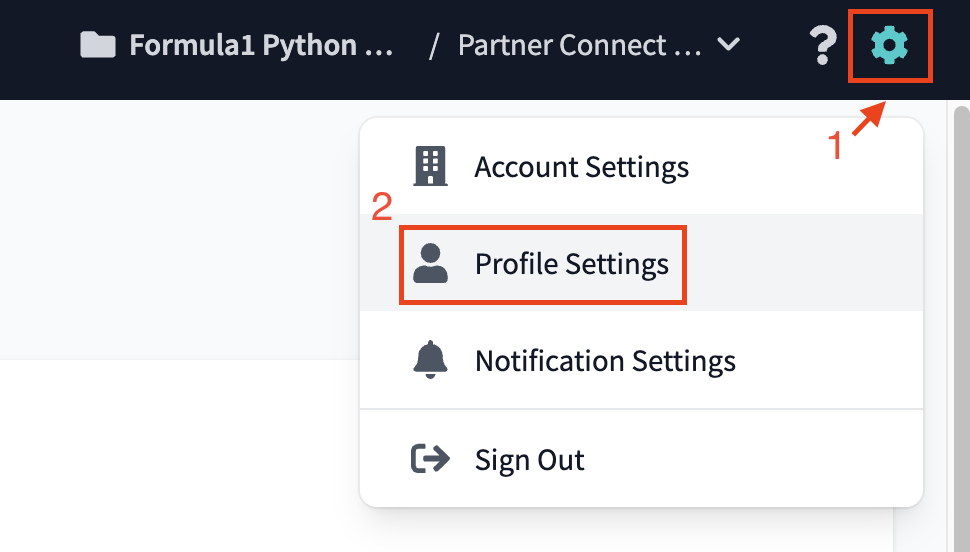 Formula1 Python ... / Partner Connect ... ?
1
Account Settings
2
Profile Settings
Notification Settings
Sign Out